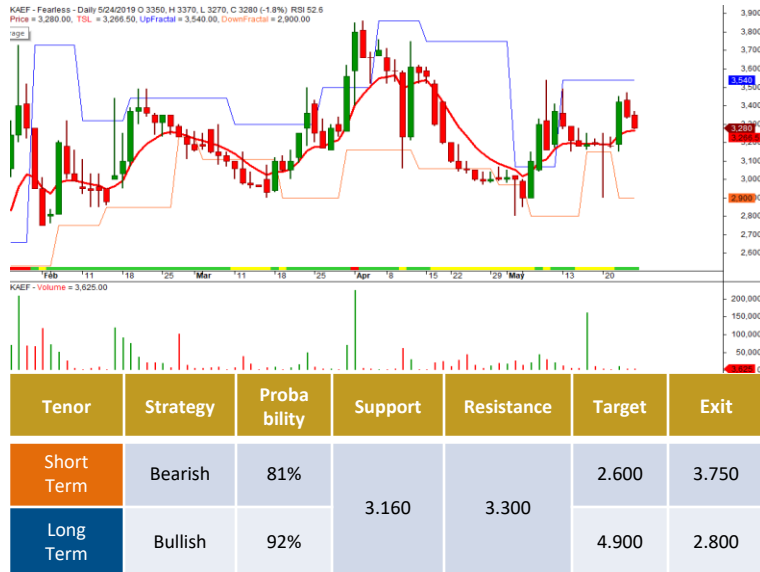 KAEF - Fearless - Daily 5/24/2019 O 3350, H 3370, L 3270, C 3280 (-1.8%) RSI 52.6
Price = 3,280.00, TSL = 3,266.50, UpFractal = 3,540.00, DownFractal = 2,900.00
rage
3,900
3,800
3,700
3,600
3,540
3,500
3,400
3,300
3,280
3,100
3,000
2,900
2,800
2,700
2,600
Feb 11 18 25 Mar 11 18 25 Apr 8 15 22 29 May 13 20
KAEF - Volume = 3,625.00
200,000
150,000
100,000
50,000
3,625
Tenor Strategy Proba bility Support Resistance Target Exit
Short Term Bearish 81% 3.160 3.300 2.600 3.750
Long Term Bullish 92% 4.900 2.800